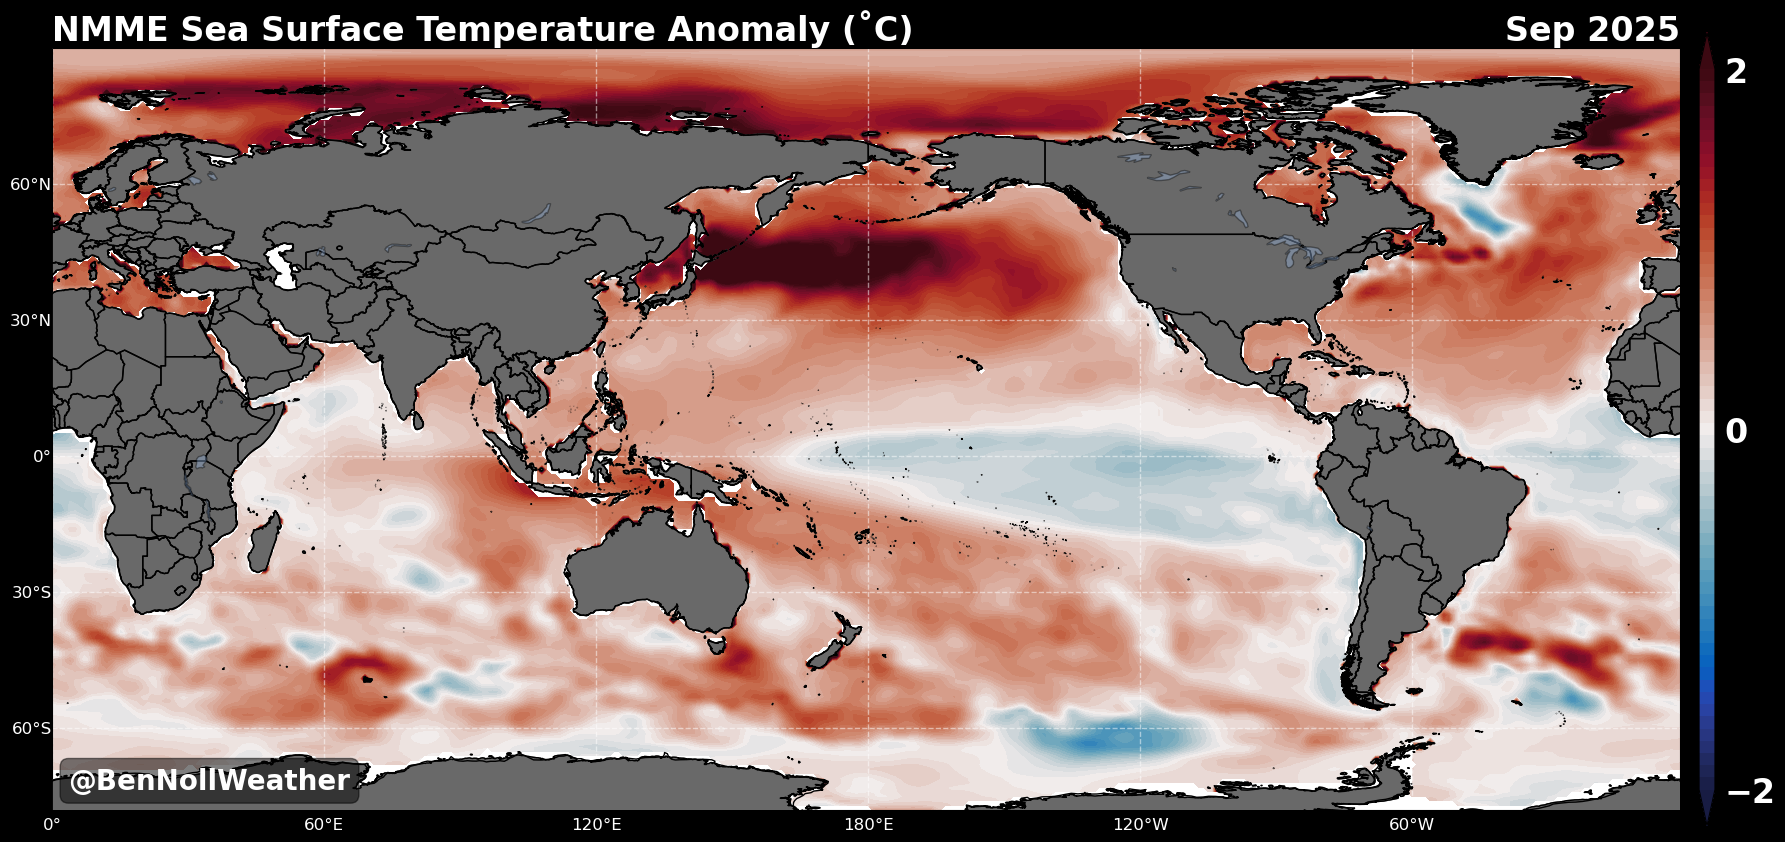 NMME Sea Surface Temperature Anomaly (˚C)
Sep 2025
2
0
−2
60°N
30°N
0°
30°S
60°S
0°
60°E
120°E
180°E
120°W
60°W
@BenNollWeather